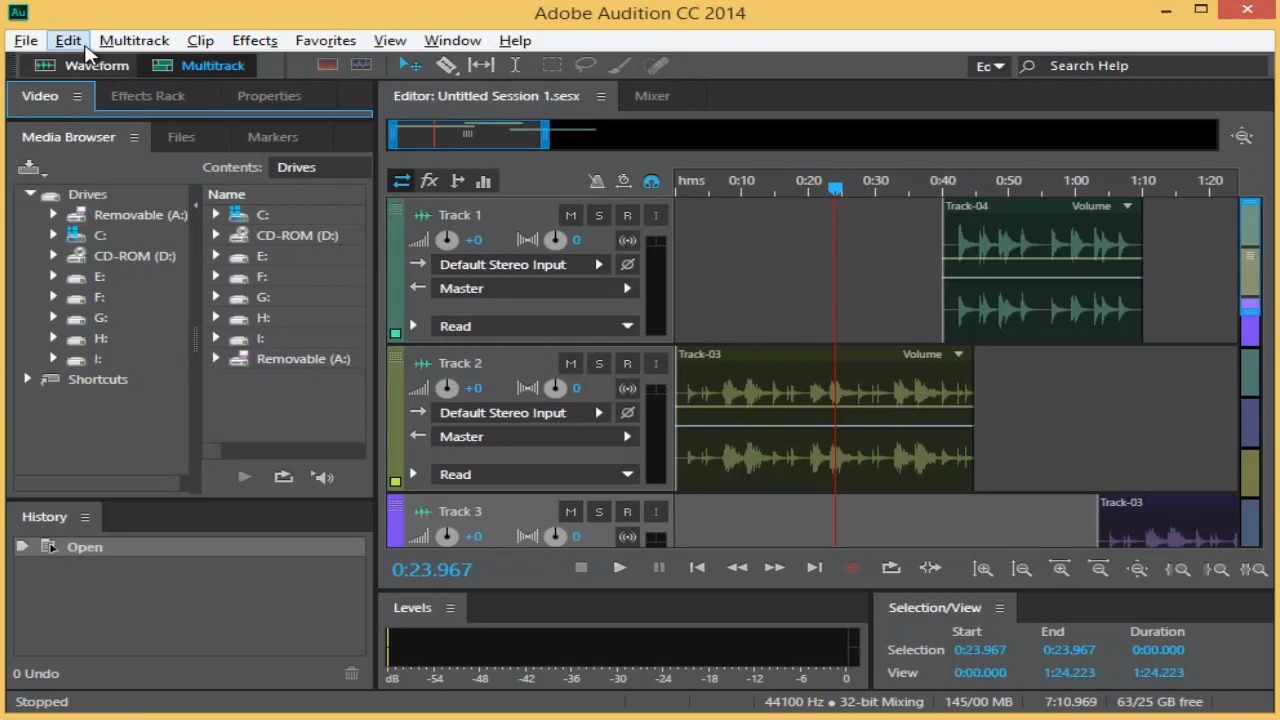 Au
Adobe Audition CC 2014
File Edit Multitrack Clip Effects Favorites View Window Help
Waveform Multitrack Ed Search Help
Video Effects Rack Properties
Editor: Untitled Session 1.sesx Mixer
Media Browser Files Markers
Contents: Drives
Drives
Removable (A:)
C:
CD-ROM (D:)
E:
F:
G:
H:
I:
Shortcuts
Name
C:
CD-ROM (D:)
E:
F:
G:
H:
I:
Removable (A:)
fx
hms 0:10 0:20 0:30 0:40 0:50 1:00 1:10 1:20
Track 1 M S R I
+0 0
Default Stereo Input
Master
Read
Track-04 Volume
Track 2 M S R I
+0 0
Default Stereo Input
Master
Read
Track-03 Volume
Track 3 M S R I
+0 0
Track-03
History
Open
0 Undo
0:23.967
Levels
dB -54 -48 -42 -36 -30 -24 -18 -12 -6 0
Selection/View
Start End Duration
Selection 0:23.967 0:23.967 0:00.000
View 0:00.000 1:24.223 1:24.223
Stopped
44100 Hz ● 32-bit Mixing 145/00 MB 7:10.969 63/25 GB free